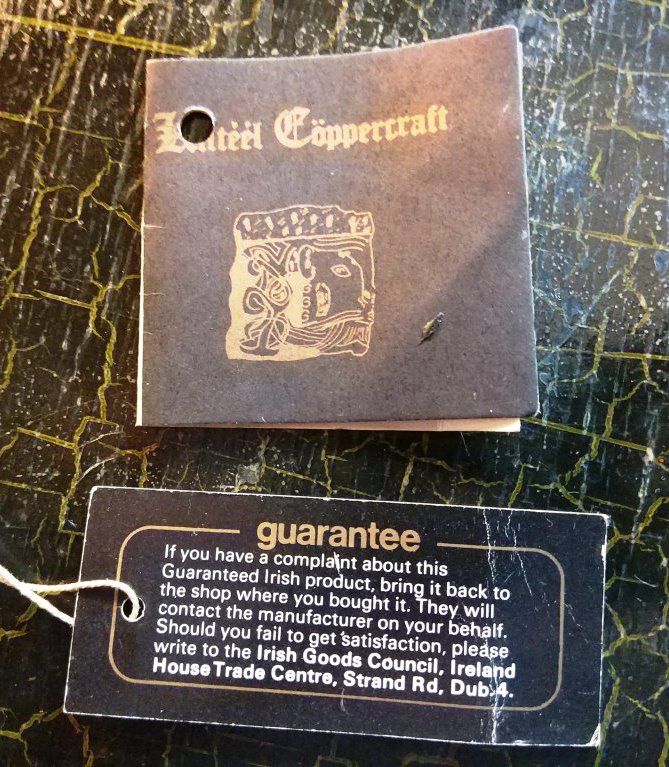 Cöppercraft
guarantee
If you have a complaint about this
Guaranteed Irish product, bring it back to
the shop where you bought it. They will
contact the manufacturer on your behalf.
Should you fail to get satisfaction, please
write to the Irish Goods Council, Ireland
House Trade Centre, Strand Rd, Dub.4.